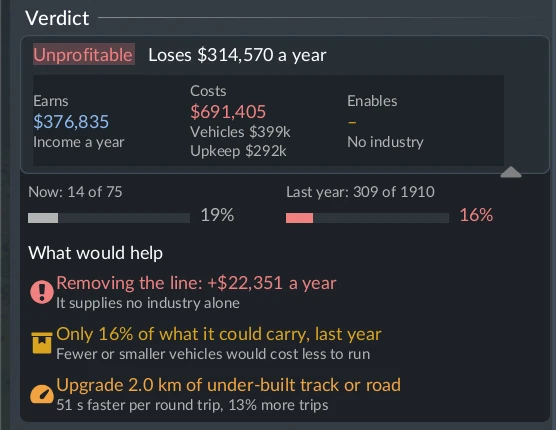 Verdict
Unprofitable Loses $314,570 a year
Earns
$376,835
Income a year
Costs
$691,405
Vehicles $399k
Upkeep $292k
Enables
–
No industry
Now: 14 of 75
19%
Last year: 309 of 1910
16%
What would help
Removing the line: +$22,351 a year
It supplies no industry alone
Only 16% of what it could carry, last year
Fewer or smaller vehicles would cost less to run
Upgrade 2.0 km of under-built track or road
51 s faster per round trip, 13% more trips